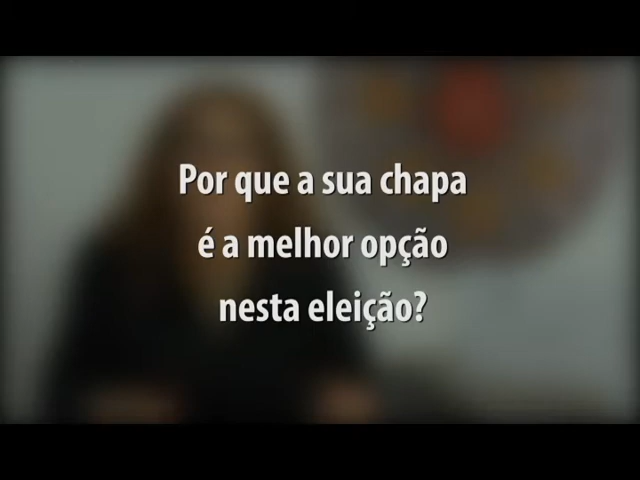 Por que a sua chapa
é a melhor opção
nesta eleição?